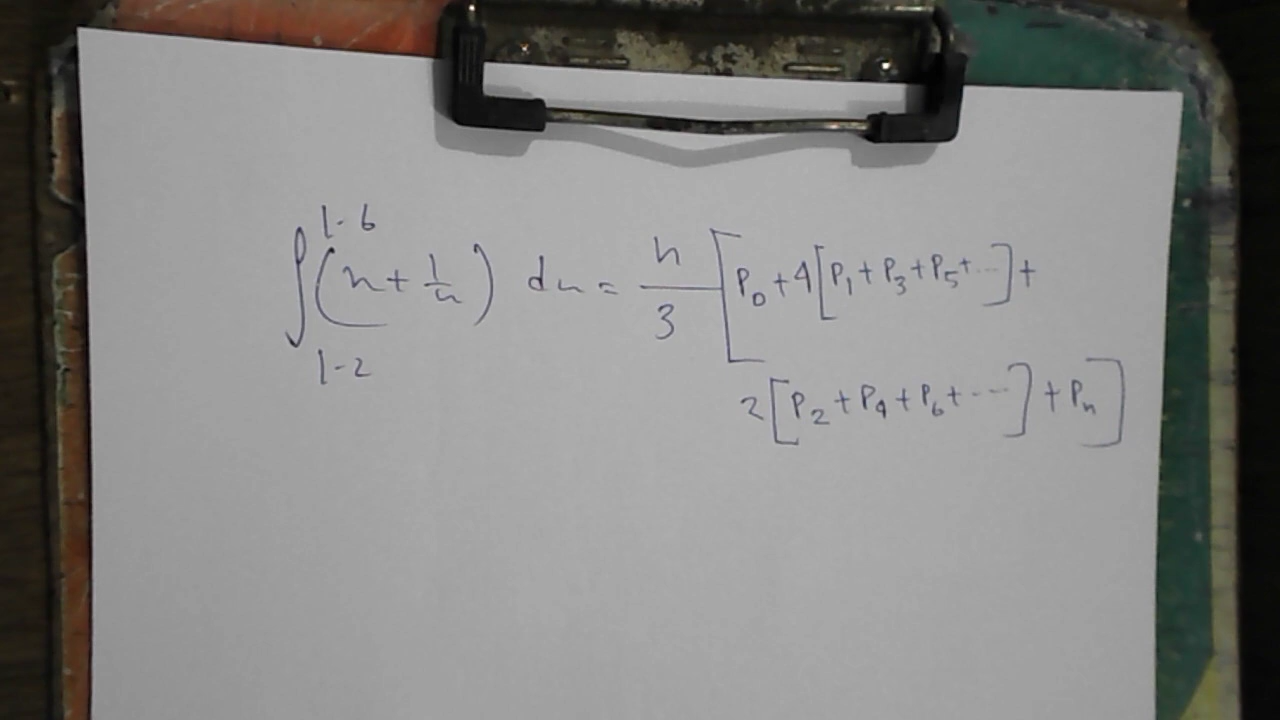 ∫_{1.2}^{1.6} (x + 1/x) dx = h/3 [P₀ + 4[P₁ + P₃ + P₅ + ...] +
2[P₂ + P₄ + P₆ + ...] + Pₙ]